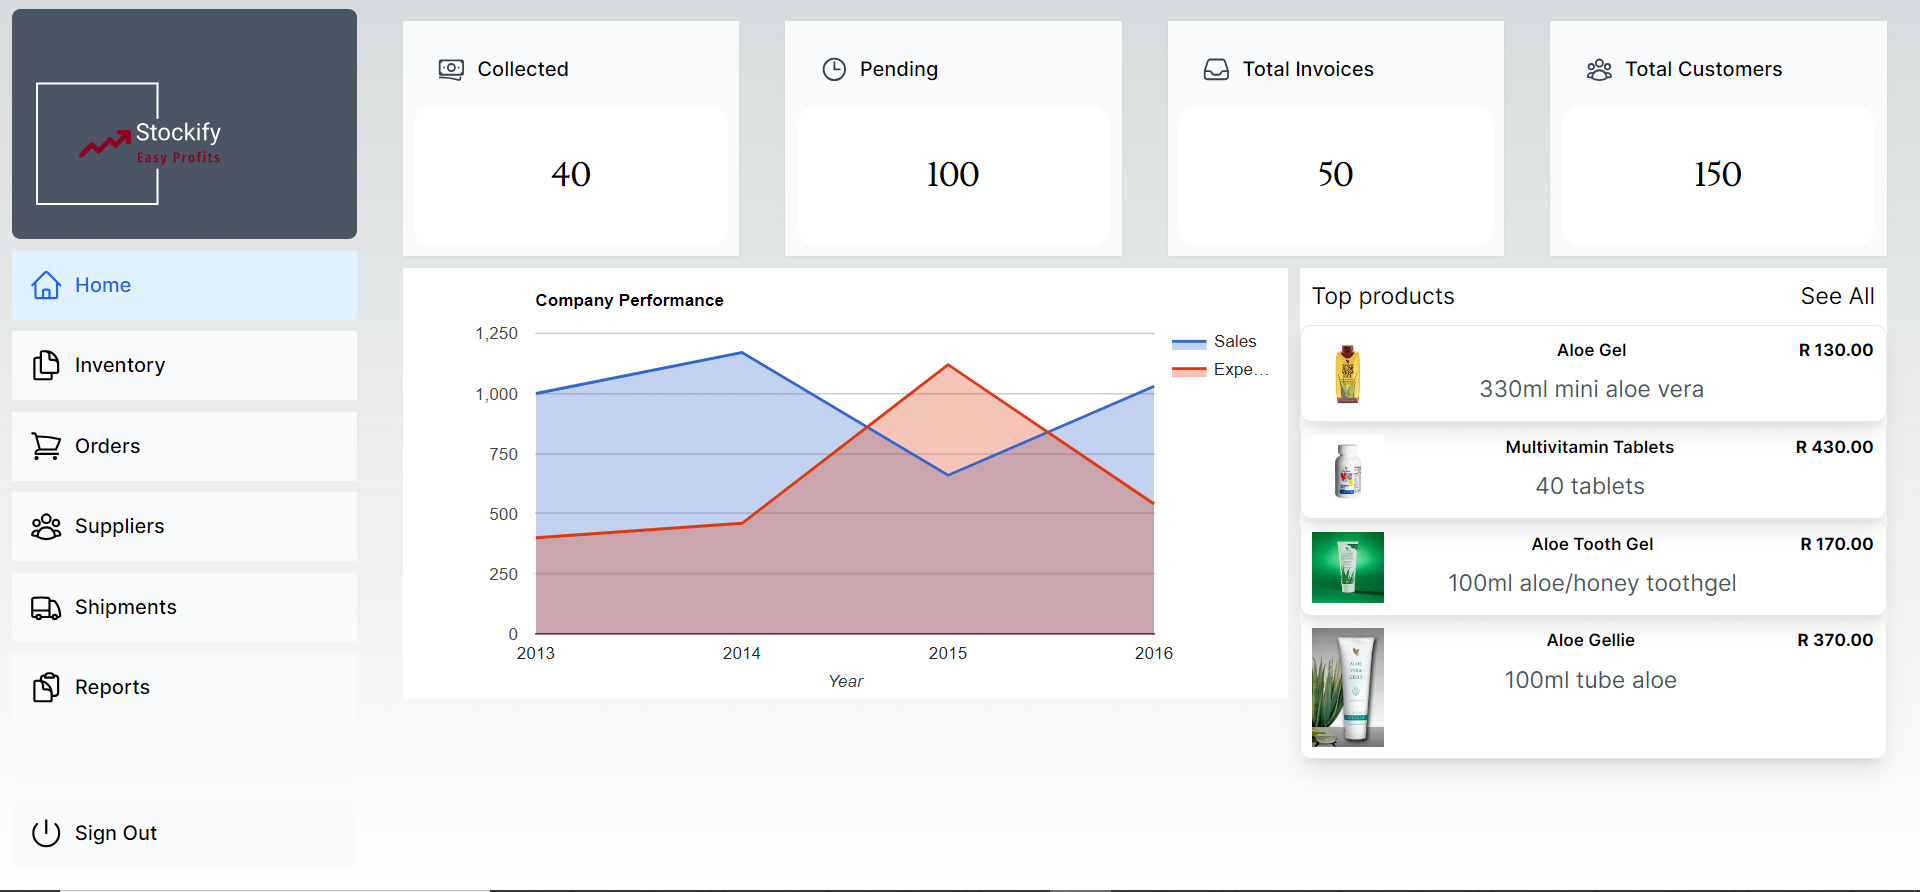 Stockify
Easy Profits
Home
Inventory
Orders
Suppliers
Shipments
Reports
Sign Out
Collected
40
Pending
100
Total Invoices
50
Total Customers
150
Company Performance
1,250
1,000
750
500
250
0
2013 2014 2015 2016
Year
Sales
Expe...
Top products See All
Aloe Gel R 130.00
330ml mini aloe vera
Multivitamin Tablets R 430.00
40 tablets
Aloe Tooth Gel R 170.00
100ml aloe/honey toothgel
Aloe Gellie R 370.00
100ml tube aloe
ALOE
VERA
GELLY